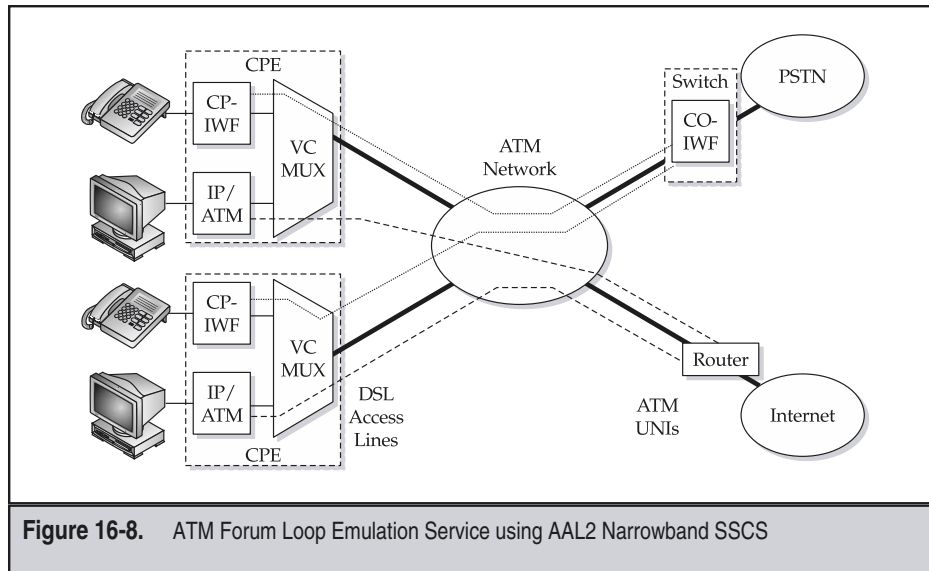 CPE
CP-
IWF
VC
MUX
IP/
ATM
CP-
IWF
VC
MUX
IP/
ATM
CPE
DSL
Access
Lines
ATM
Network
Switch
CO-
IWF
PSTN
Router
ATM
UNIs
Internet
Figure 16-8. ATM Forum Loop Emulation Service using AAL2 Narrowband SSCS